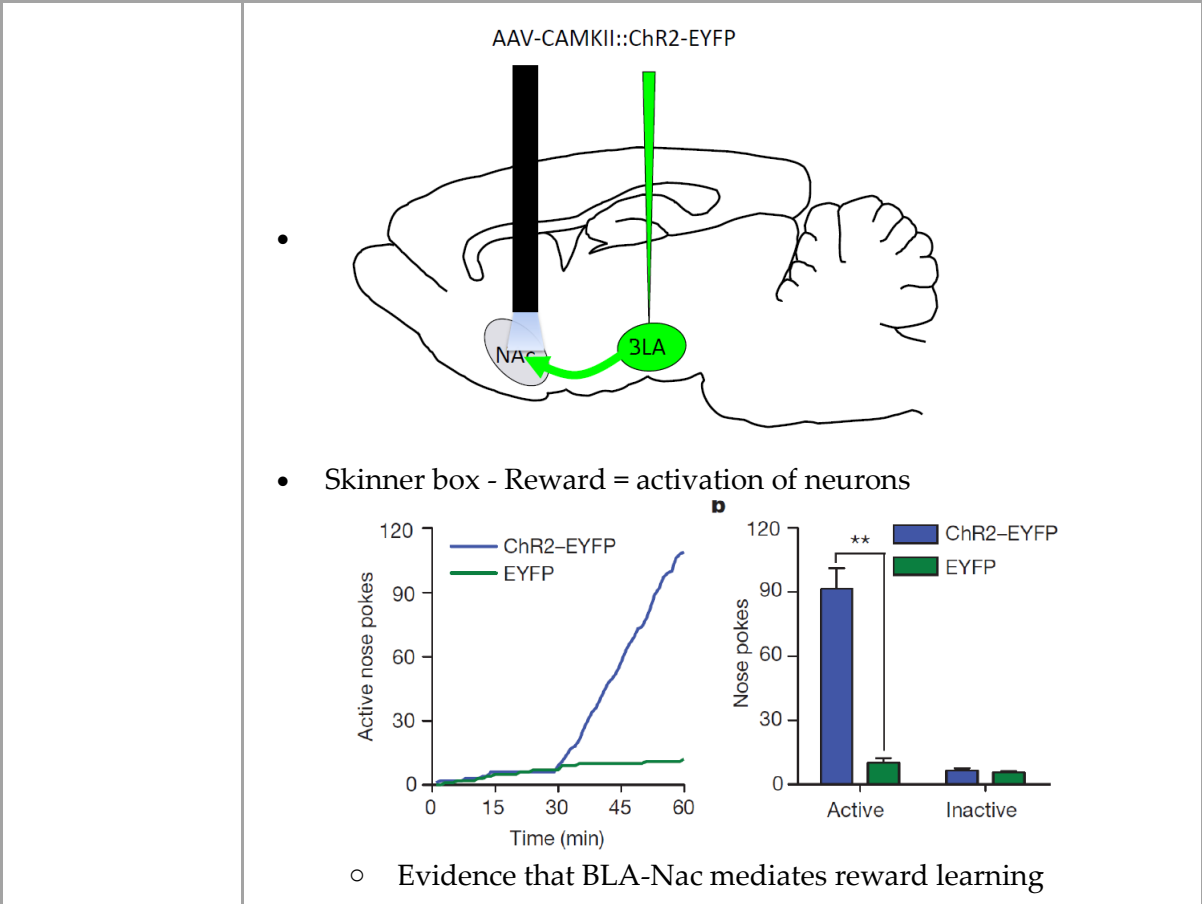 AAV-CAMKII::ChR2-EYFP
NAc
BLA
• Skinner box - Reward = activation of neurons
120
90
60
30
0
Active nose pokes
ChR2–EYFP
EYFP
0 15 30 45 60
Time (min)
b
120
90
60
30
0
Nose pokes
**
ChR2–EYFP
EYFP
Active Inactive
○ Evidence that BLA-Nac mediates reward learning